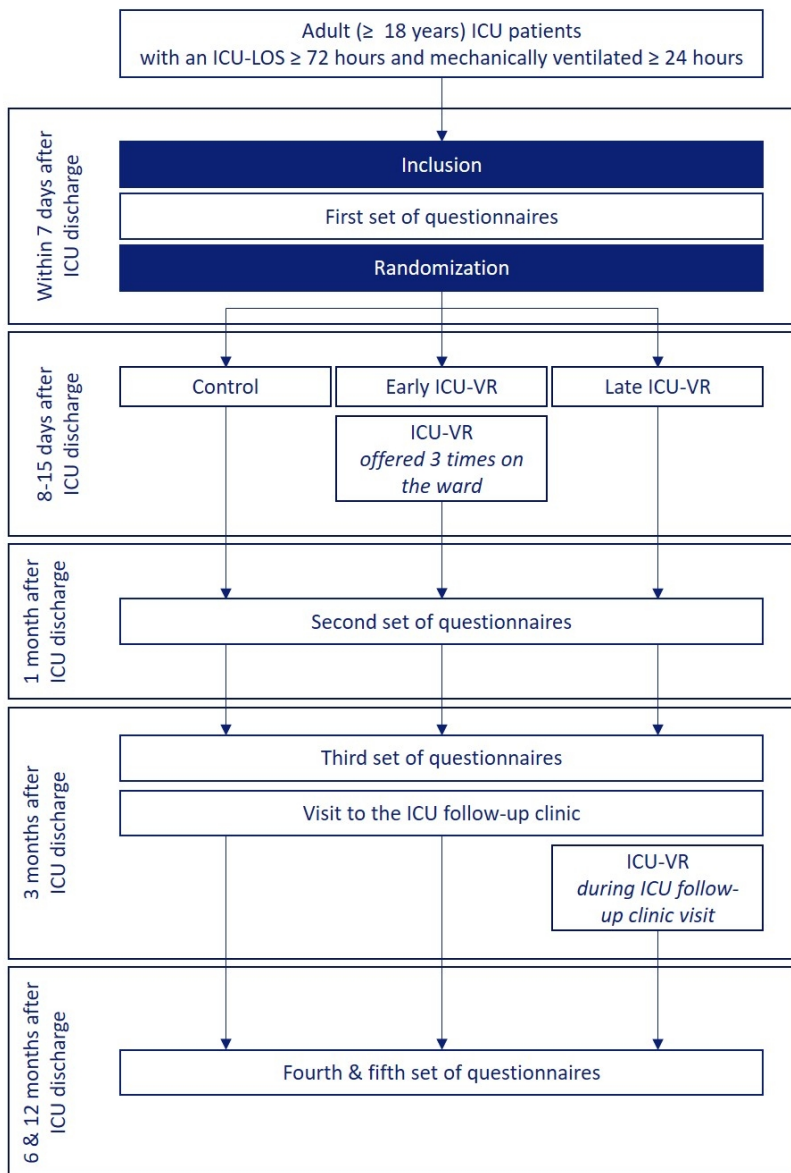 Adult (≥ 18 years) ICU patients
with an ICU-LOS ≥ 72 hours and mechanically ventilated ≥ 24 hours
Within 7 days after
ICU discharge
Inclusion
First set of questionnaires
Randomization
8-15 days after
ICU discharge
Control
Early ICU-VR
Late ICU-VR
ICU-VR
offered 3 times on
the ward
1 month after
ICU discharge
Second set of questionnaires
3 months after
ICU discharge
Third set of questionnaires
Visit to the ICU follow-up clinic
ICU-VR
during ICU follow-
up clinic visit
6 & 12 months after
ICU discharge
Fourth & fifth set of questionnaires